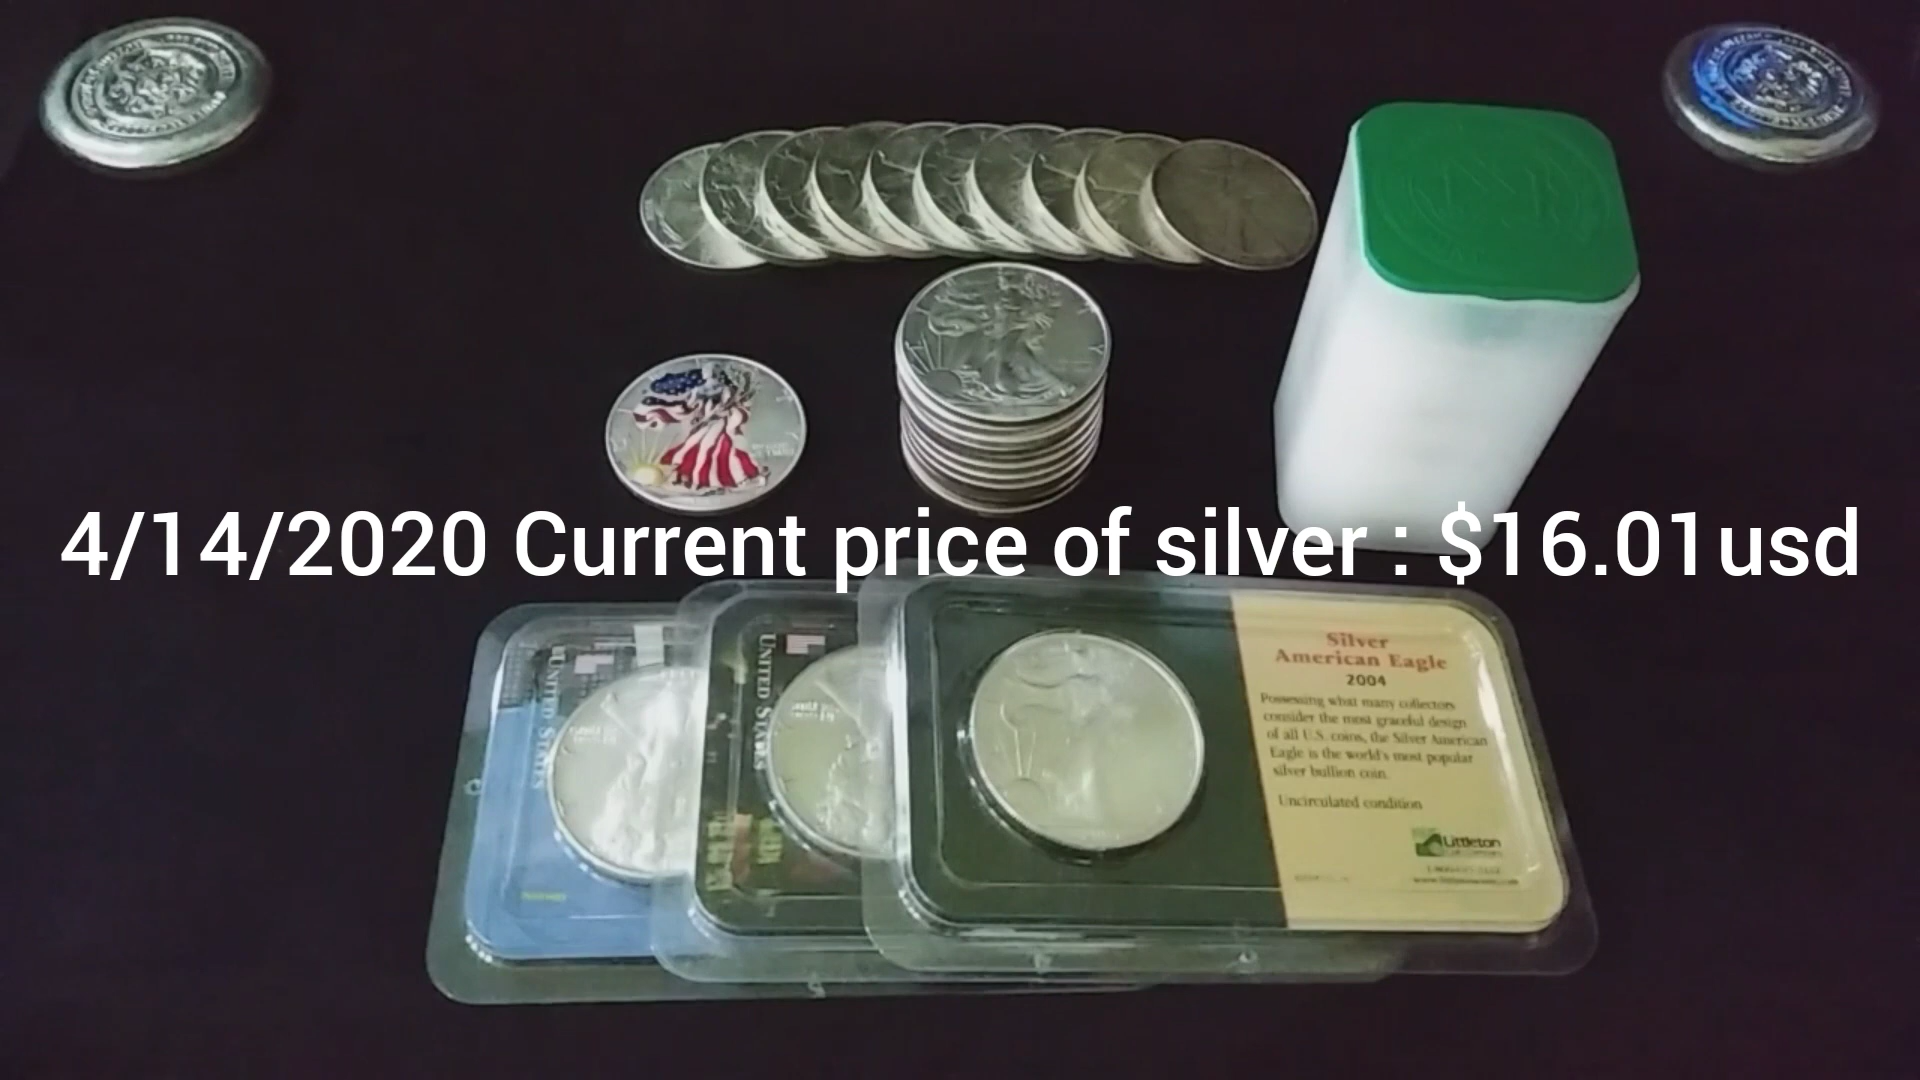 4/14/2020 Current price of silver : $16.01usd
UNITED STATES
UNITED STATES
Silver
American Eagle
2004
Possessing what many collectors
consider the most graceful design
of all U.S. coins, the Silver American
Eagle is the world's most popular
silver bullion coin.
Uncirculated condition
Littleton